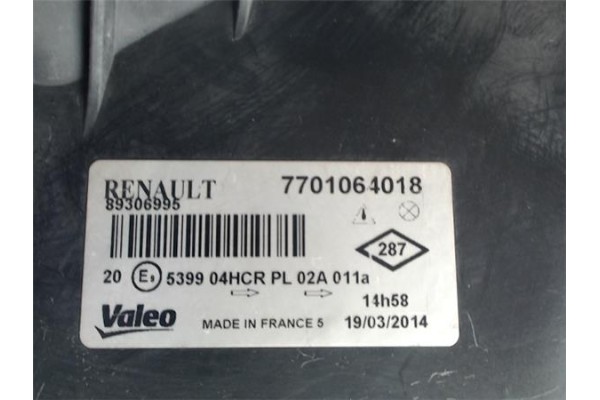 RENAULT 7701064018
89306995
287
20 E9 5399 04HCR PL 02A 011a
14h58
Valeo MADE IN FRANCE 5 19/03/2014